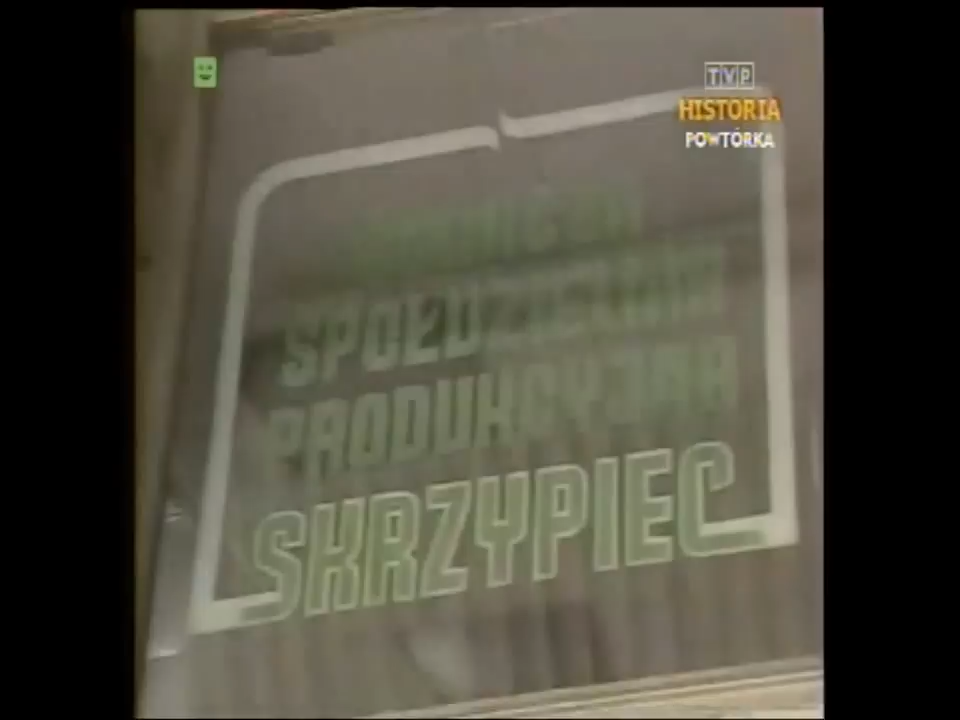 TVP
HISTORIA
POWTÓRKA
SPÓŁDZIELNIA
PRODUKCYJNA
SKRZYPIEC